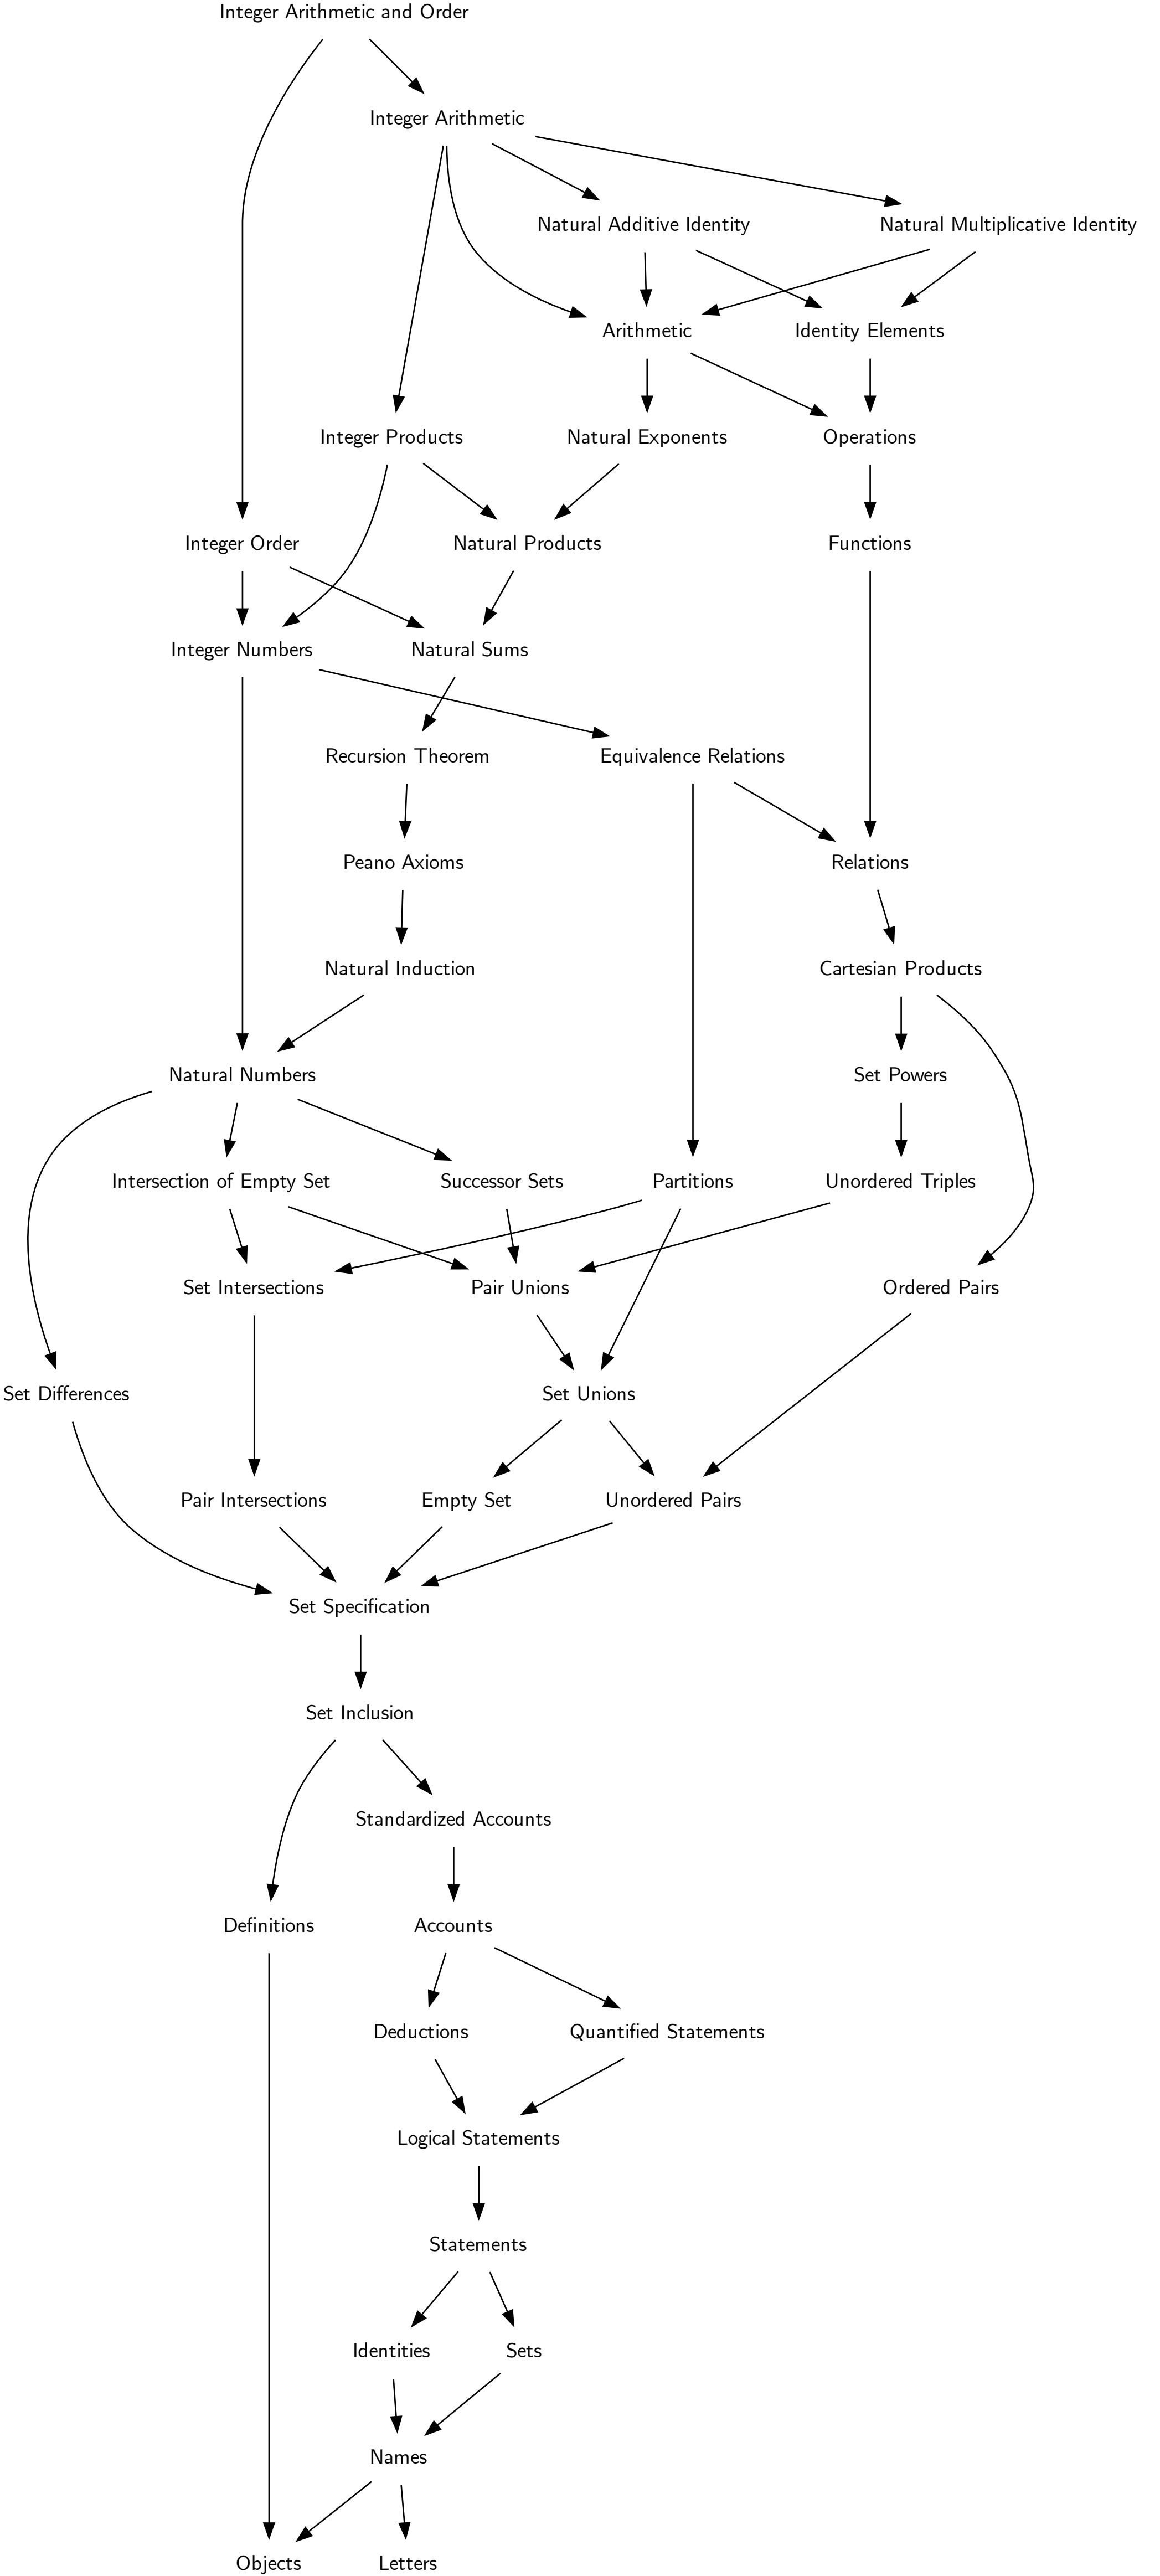 Integer Arithmetic and Order
Integer Arithmetic
Natural Additive Identity
Natural Multiplicative Identity
Arithmetic
Identity Elements
Integer Products
Natural Exponents
Operations
Integer Order
Natural Products
Functions
Integer Numbers
Natural Sums
Recursion Theorem
Equivalence Relations
Peano Axioms
Relations
Natural Induction
Cartesian Products
Natural Numbers
Set Powers
Intersection of Empty Set
Successor Sets
Partitions
Unordered Triples
Set Intersections
Pair Unions
Ordered Pairs
Set Differences
Set Unions
Pair Intersections
Empty Set
Unordered Pairs
Set Specification
Set Inclusion
Standardized Accounts
Definitions
Accounts
Deductions
Quantified Statements
Logical Statements
Statements
Identities
Sets
Names
Objects
Letters